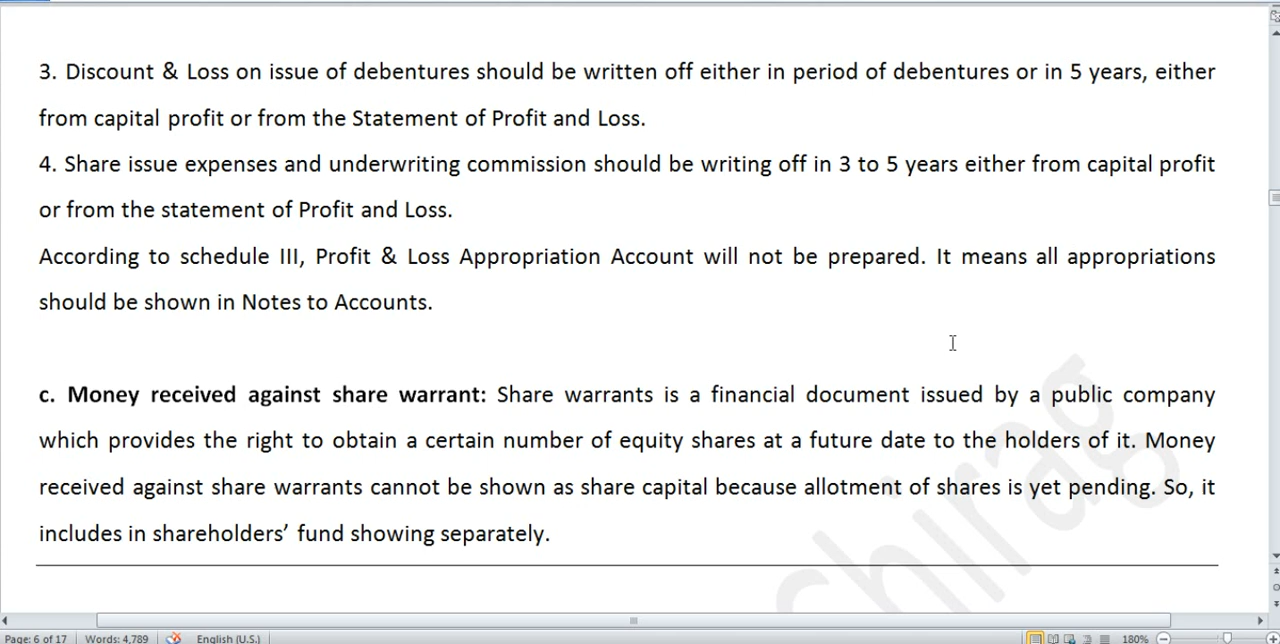 3. Discount & Loss on issue of debentures should be written off either in period of debentures or in 5 years, either
from capital profit or from the Statement of Profit and Loss.
4. Share issue expenses and underwriting commission should be writing off in 3 to 5 years either from capital profit
or from the statement of Profit and Loss.
According to schedule III, Profit & Loss Appropriation Account will not be prepared. It means all appropriations
should be shown in Notes to Accounts.
c. Money received against share warrant: Share warrants is a financial document issued by a public company
which provides the right to obtain a certain number of equity shares at a future date to the holders of it. Money
received against share warrants cannot be shown as share capital because allotment of shares is yet pending. So, it
includes in shareholders’ fund showing separately.
chirag
Page: 6 of 17 Words: 4,789 English (U.S.) 180%